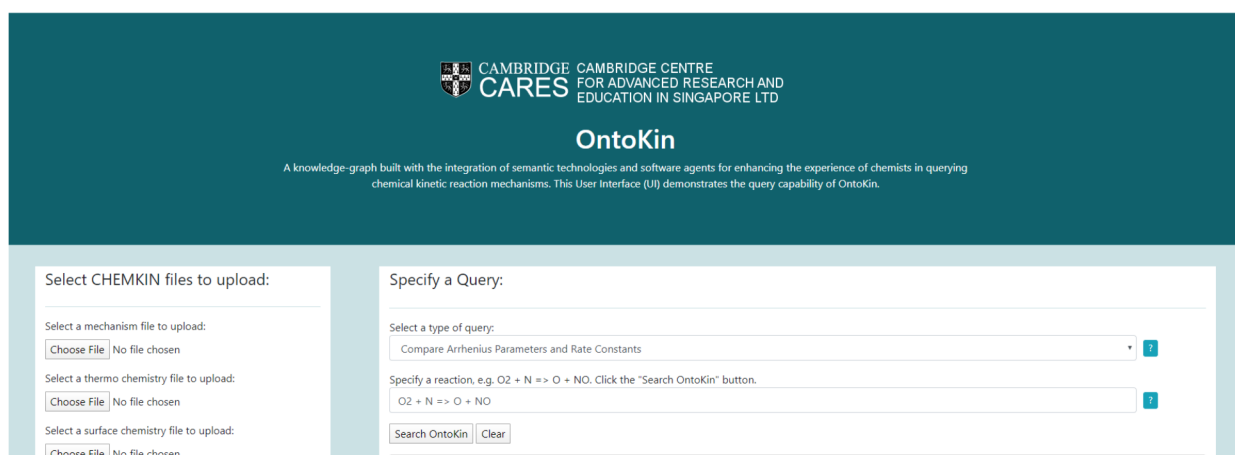 CAMBRIDGE CAMBRIDGE CENTRE
CARES FOR ADVANCED RESEARCH AND
EDUCATION IN SINGAPORE LTD
OntoKin
A knowledge-graph built with the integration of semantic technologies and software agents for enhancing the experience of chemists in querying
chemical kinetic reaction mechanisms. This User Interface (UI) demonstrates the query capability of OntoKin.
Select CHEMKIN files to upload:
Select a mechanism file to upload:
Choose File No file chosen
Select a thermo chemistry file to upload:
Choose File No file chosen
Select a surface chemistry file to upload:
Choose File No file chosen
Specify a Query:
Select a type of query:
Compare Arrhenius Parameters and Rate Constants
?
Specify a reaction, e.g. O2 + N => O + NO. Click the "Search OntoKin" button.
O2 + N => O + NO
?
Search OntoKin Clear